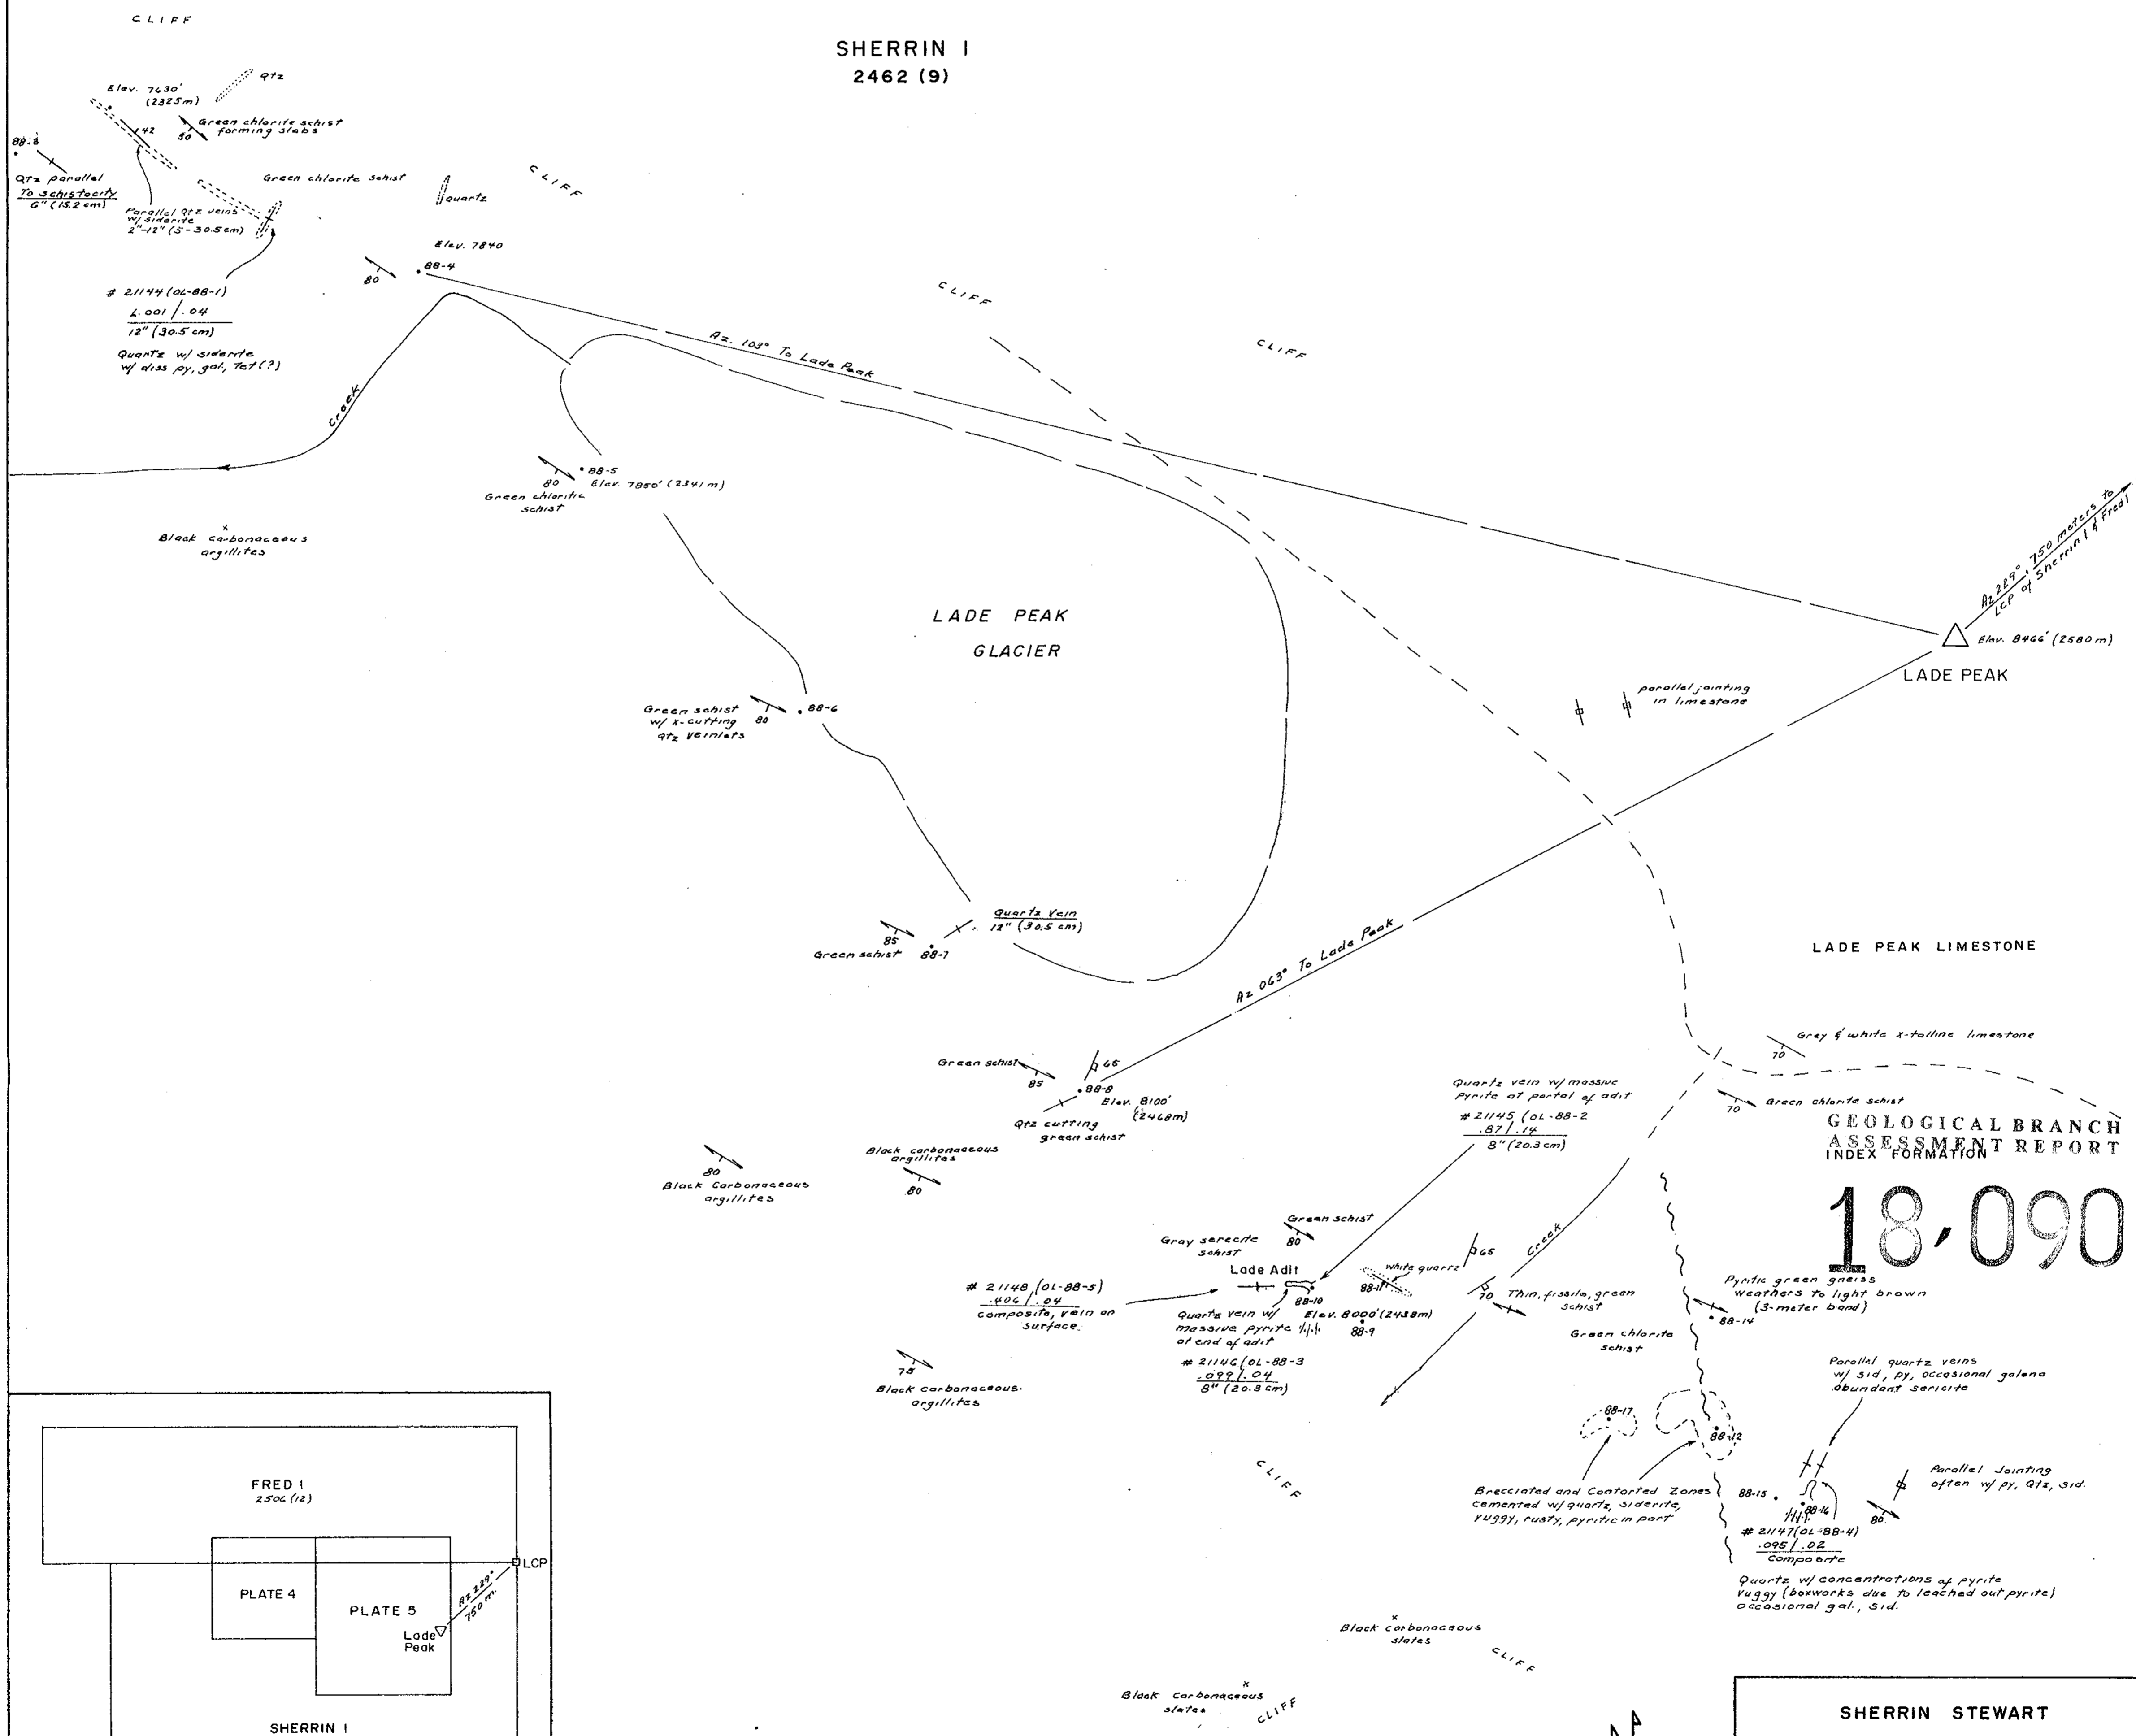 CLIFF
SHERRIN 1
2462 (9)
Qtz
Elev. 7630'
(2325m)
42
Green chlorite schist
forming slabs
50
88-3
Qtz parallel
To schistocity
6" (15.2 cm)
Green chlorite schist
CLIFF
Parallel Qtz veins
w/ siderite
2"-12" (5-30.5cm)
quartz
Elev. 7840
88-4
80
# 21144 (OL-88-1)
L.001 / .04
12" (30.5 cm)
Quartz w/ siderite
w/ diss py, gal, Tet (?)
CLIFF
Az. 103° To Lade Peak
CLIFF
Creek
88-5
80
Elev. 7850' (2341 m)
Green chloritic
schist
x
Black carbonaceous
argillites
Az 229°, 750 meters to
LCP of Sherrin 1 & Fred 1
LADE PEAK
GLACIER
Elev. 8466' (2580 m)
LADE PEAK
parallel jointing
in limestone
Green schist
w/ x-cutting
qtz veinlets
80
88-6
Quartz Vein
12" (30.5 cm)
85
Green schist
88-7
Az 063° To Lade Peak
LADE PEAK LIMESTONE
Grey & white x-talline limestone
70
Green schist
85
65
88-8
Elev. 8100'
(2468m)
Qtz cutting
green schist
Quartz vein w/ massive
Pyrite at portal of adit
# 21145 (OL-88-2
.87 / .14
8" (20.3 cm)
70
Green chlorite schist
GEOLOGICAL BRANCH
ASSESSMENT REPORT
INDEX FORMATION
18,090
80
Black Carbonaceous
argillites
Black carbonaceous
argillites
80
Green schist
80
Gray serecite
schist
Lade Adit
white quartz
65
Creek
# 21148 (OL-88-5)
.406 / .04
composite, vein on
surface.
88-10
88-11
Quartz vein w/
massive pyrite
at end of adit
Elev. 8000' (2438m)
88-9
# 21146 (OL-88-3
.099 / .04
8" (20.3 cm)
70
Thin, fissile, green
schist
Green chlorite
schist
Pyritic green gneiss
weathers to light brown
(3-meter band)
88-14
75
Black carbonaceous
argillites
Parallel quartz veins
w/ sid, py, occasional galena
abundant sericite
88-17
88-12
CLIFF
Brecciated and Contorted Zones
cemented w/ quartz, siderite,
vuggy, rusty, pyritic in part
88-15
88-16
Parallel Jointing
often w/ py, Qtz, sid.
80
# 21147 (OL-88-4)
.095 / .02
Composite
Quartz w/ concentrations of pyrite
vuggy (boxworks due to leached out pyrite)
occasional gal., sid.
x
Black carbonaceous
slates
CLIFF
x
Black Carbonaceous
slates
CLIFF
FRED 1
2506 (12)
LCP
PLATE 4
PLATE 5
Az 229°
750 m.
Lade
Peak
SHERRIN 1
SHERRIN STEWART